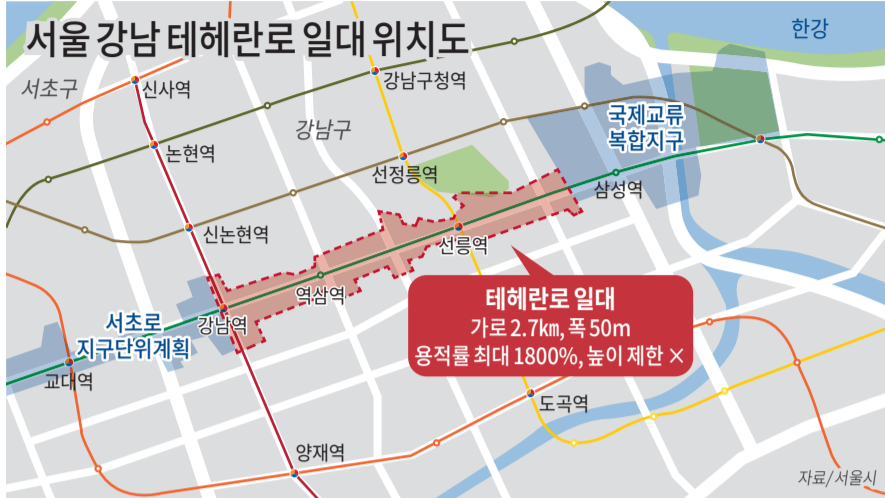 서울 강남 테헤란로 일대 위치도
한강
서초구
신사역
강남구청역
강남구
국제교류
복합지구
논현역
선정릉역
삼성역
신논현역
선릉역
역삼역
테헤란로 일대
가로 2.7㎞, 폭 50m
용적률 최대 1800%, 높이 제한 ×
서초로
지구단위계획
강남역
교대역
도곡역
양재역
자료/서울시